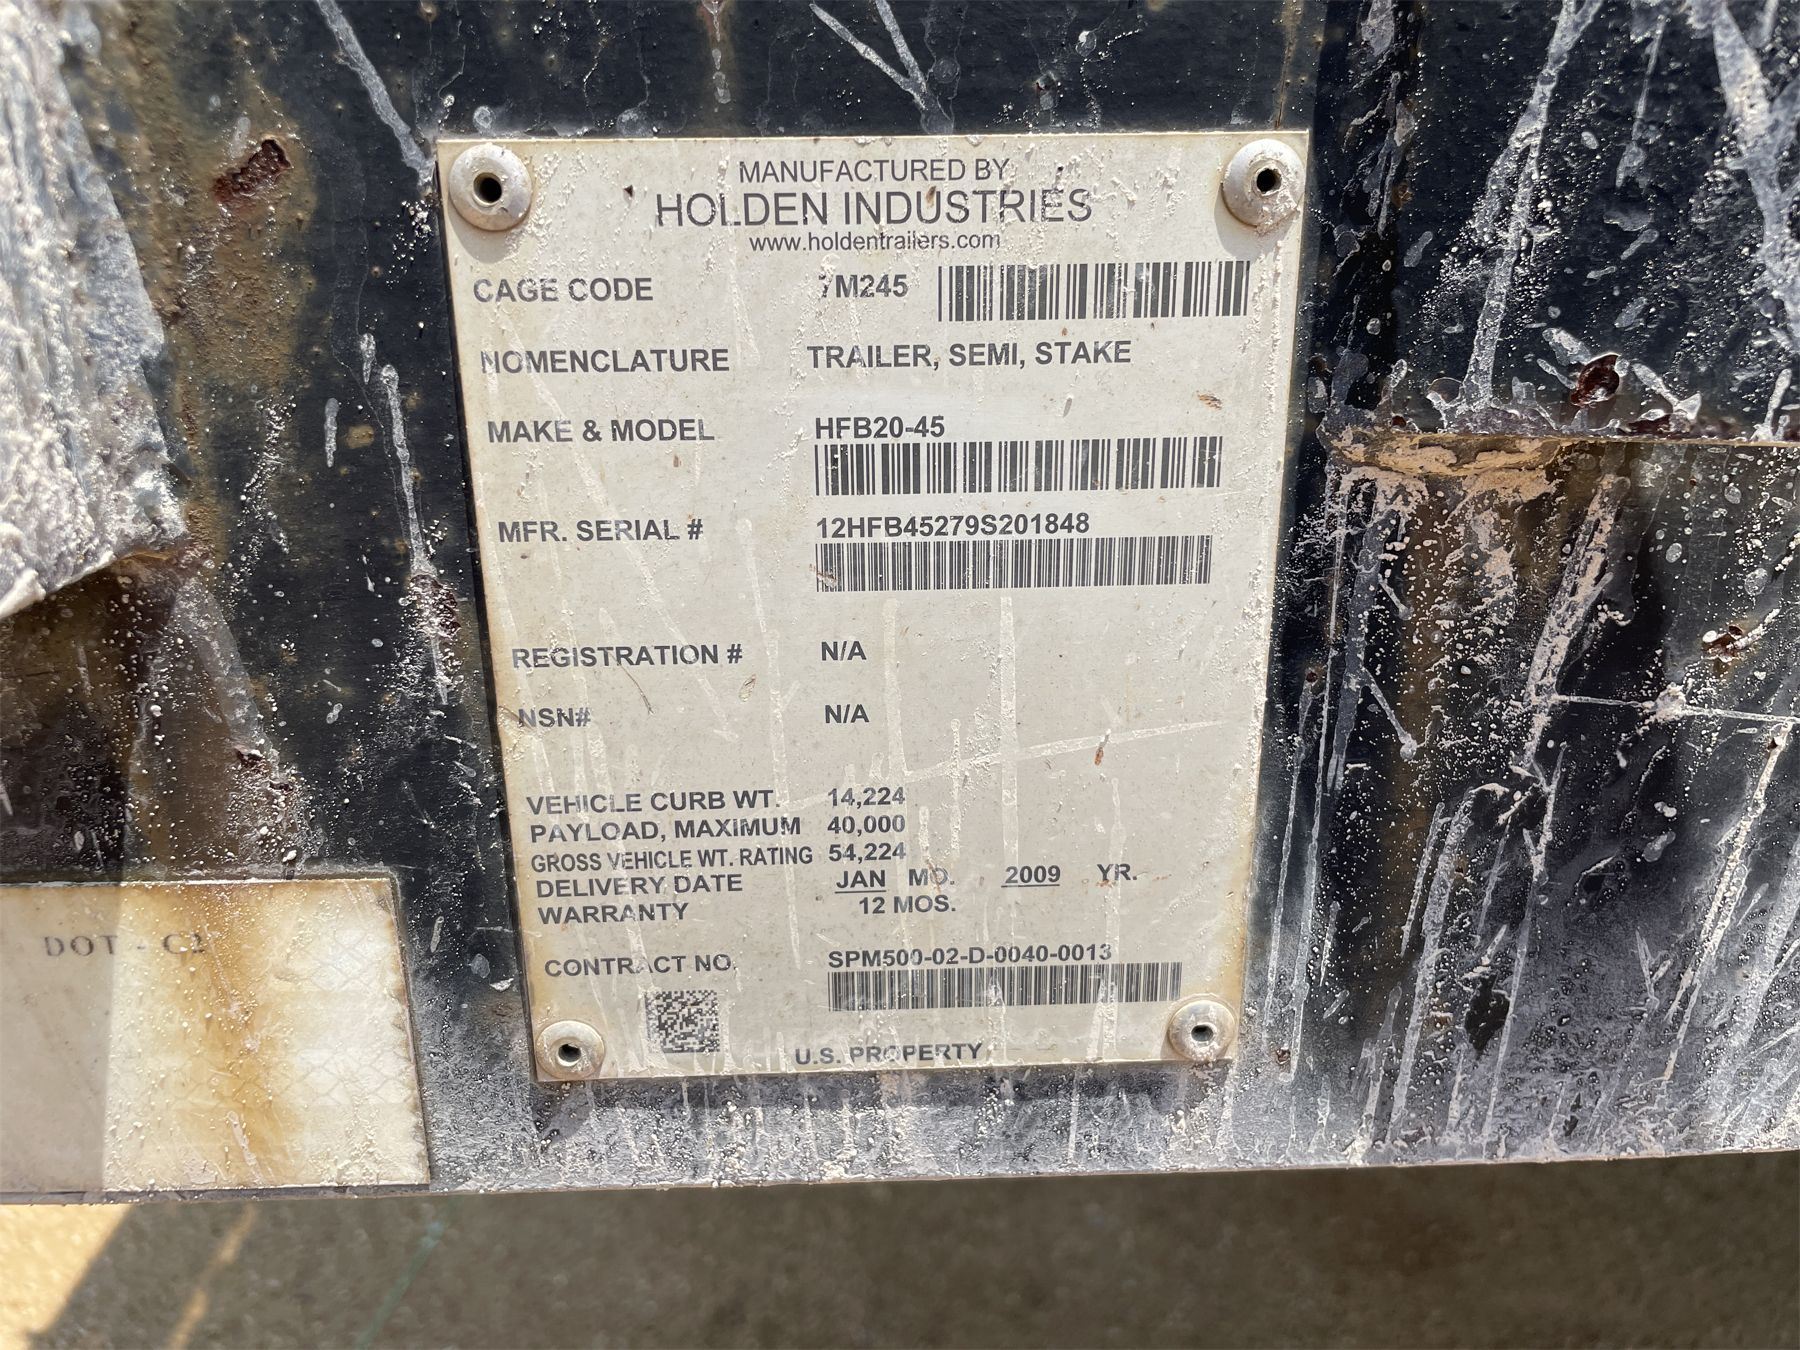 MANUFACTURED BY
HOLDEN INDUSTRIES
www.holdentrailers.com
CAGE CODE 7M245
NOMENCLATURE TRAILER, SEMI, STAKE
MAKE & MODEL HFB20-45
MFR. SERIAL # 12HFB45279S201848
REGISTRATION # N/A
NSN# N/A
VEHICLE CURB WT. 14,224
PAYLOAD, MAXIMUM 40,000
GROSS VEHICLE WT. RATING 54,224
DELIVERY DATE JAN MO. 2009 YR.
WARRANTY 12 MOS.
CONTRACT NO. SPM500-02-D-0040-0013
U.S. PROPERTY
DOT - C2